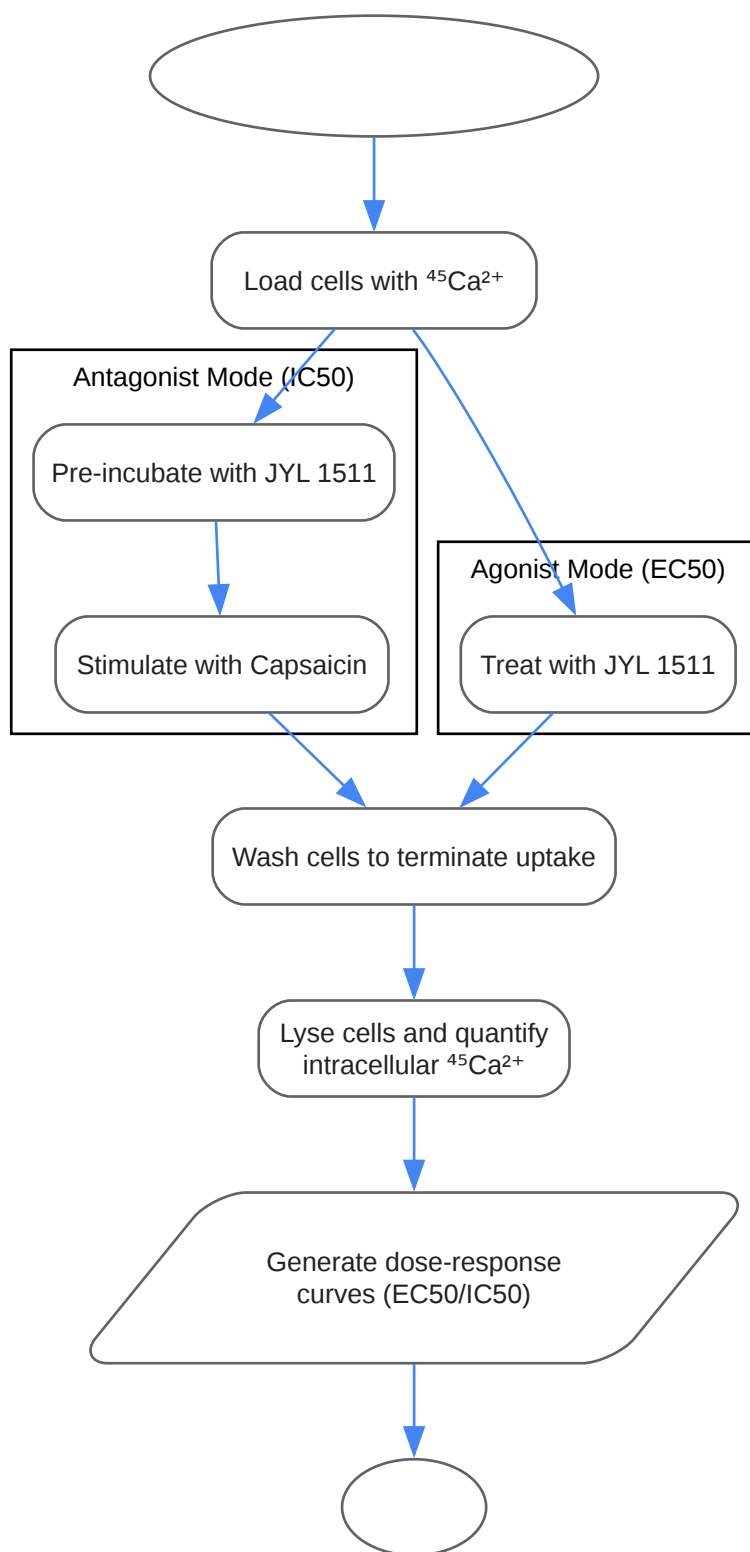 Load cells with ⁴⁵Ca²⁺
Antagonist Mode (IC50)
Pre-incubate with JYL 1511
Stimulate with Capsaicin
Agonist Mode (EC50)
Treat with JYL 1511
Wash cells to terminate uptake
Lyse cells and quantify
intracellular ⁴⁵Ca²⁺
Generate dose-response
curves (EC50/IC50)